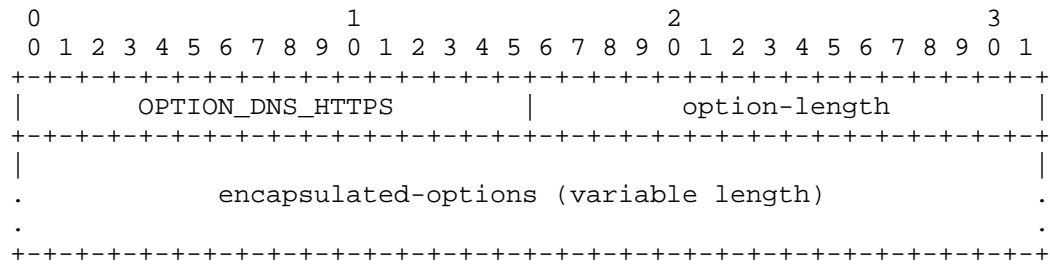 0                   1                   2                   3
 0 1 2 3 4 5 6 7 8 9 0 1 2 3 4 5 6 7 8 9 0 1 2 3 4 5 6 7 8 9 0 1
+-+-+-+-+-+-+-+-+-+-+-+-+-+-+-+-+-+-+-+-+-+-+-+-+-+-+-+-+-+-+-+-+
|       OPTION_DNS_HTTPS        |         option-length         |
+-+-+-+-+-+-+-+-+-+-+-+-+-+-+-+-+-+-+-+-+-+-+-+-+-+-+-+-+-+-+-+-+
|                                                               |
.            encapsulated-options (variable length)             .
.                                                               .
+-+-+-+-+-+-+-+-+-+-+-+-+-+-+-+-+-+-+-+-+-+-+-+-+-+-+-+-+-+-+-+-+